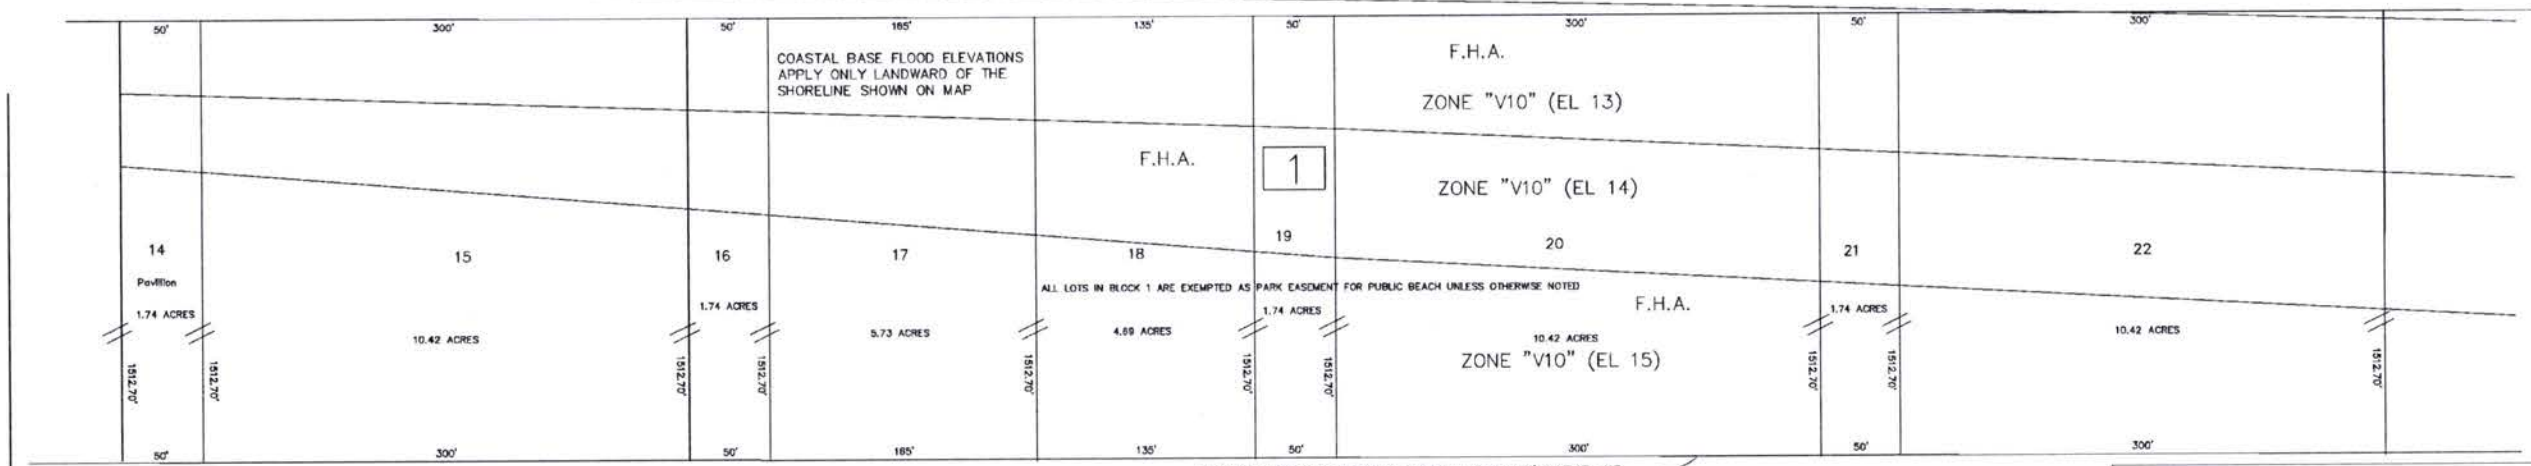 50' 300' 50' 165' 135' 50' 300' 50' 300'
COASTAL BASE FLOOD ELEVATIONS
APPLY ONLY LANDWARD OF THE
SHORELINE SHOWN ON MAP
F.H.A.
ZONE "V10" (EL 13)
F.H.A.
1
ZONE "V10" (EL 14)
14 15 16 17 18 19 20 21 22
Pavillion
ALL LOTS IN BLOCK 1 ARE EXEMPTED AS PARK EASEMENT FOR PUBLIC BEACH UNLESS OTHERWISE NOTED
F.H.A.
1.74 ACRES 10.42 ACRES 1.74 ACRES 5.73 ACRES 4.69 ACRES 1.74 ACRES 10.42 ACRES 1.74 ACRES 10.42 ACRES
ZONE "V10" (EL 15)
1512.70' 1512.70' 1512.70' 1512.70' 1512.70' 1512.70' 1512.70' 1512.70' 1512.70' 1512.70'
50' 300' 50' 165' 135' 50' 300' 50' 300'